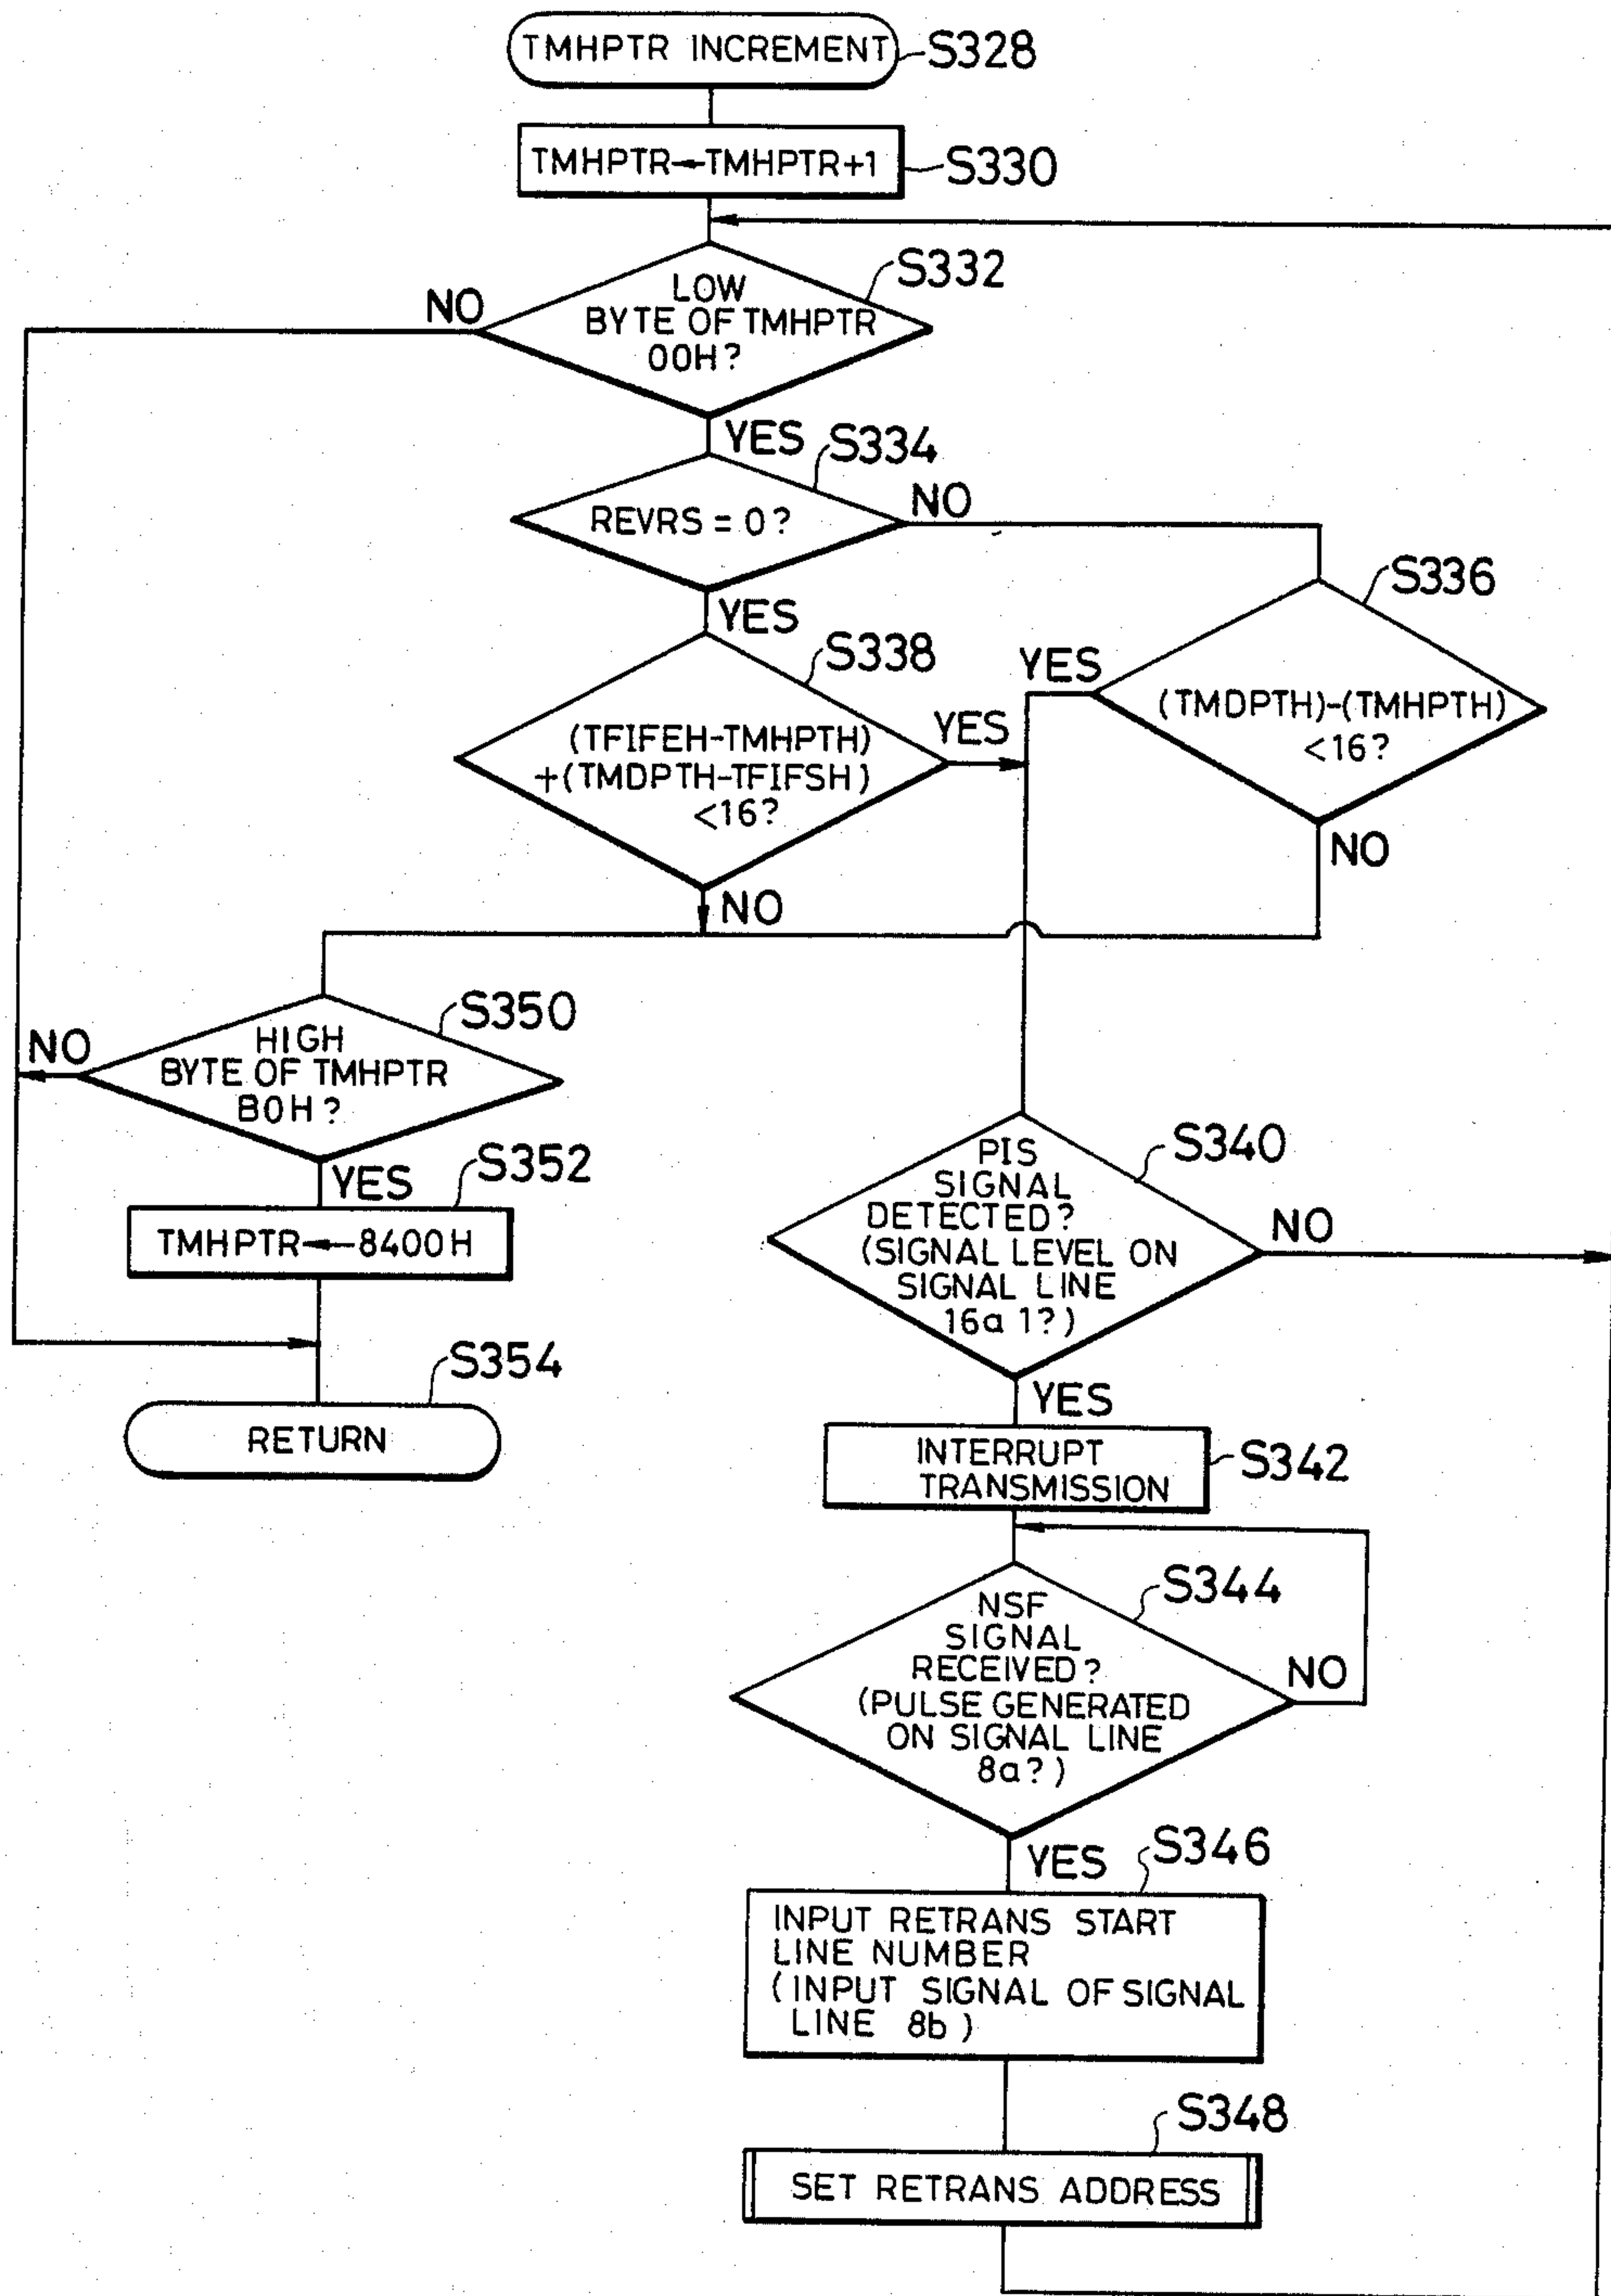 TMHPTR INCREMENT
S328
TMHPTR←TMHPTR+1
S330
S332
LOW
BYTE OF TMHPTR
00H?
NO
YES
S334
REVRS = 0?
NO
YES
S336
(TMDPTH)-(TMHPTH)
<16?
YES
NO
S338
(TFIFEH-TMHPTH)
+(TMDPTH-TFIFSH)
<16?
YES
NO
S350
HIGH
BYTE OF TMHPTR
B0H?
NO
YES
S352
TMHPTR←8400H
S354
RETURN
S340
PIS
SIGNAL
DETECTED?
(SIGNAL LEVEL ON
SIGNAL LINE
16a 1?)
NO
YES
INTERRUPT
TRANSMISSION
S342
S344
NSF
SIGNAL
RECEIVED?
(PULSE GENERATED
ON SIGNAL LINE
8a?)
NO
YES
S346
INPUT RETRANS START
LINE NUMBER
(INPUT SIGNAL OF SIGNAL
LINE 8b)
S348
SET RETRANS ADDRESS